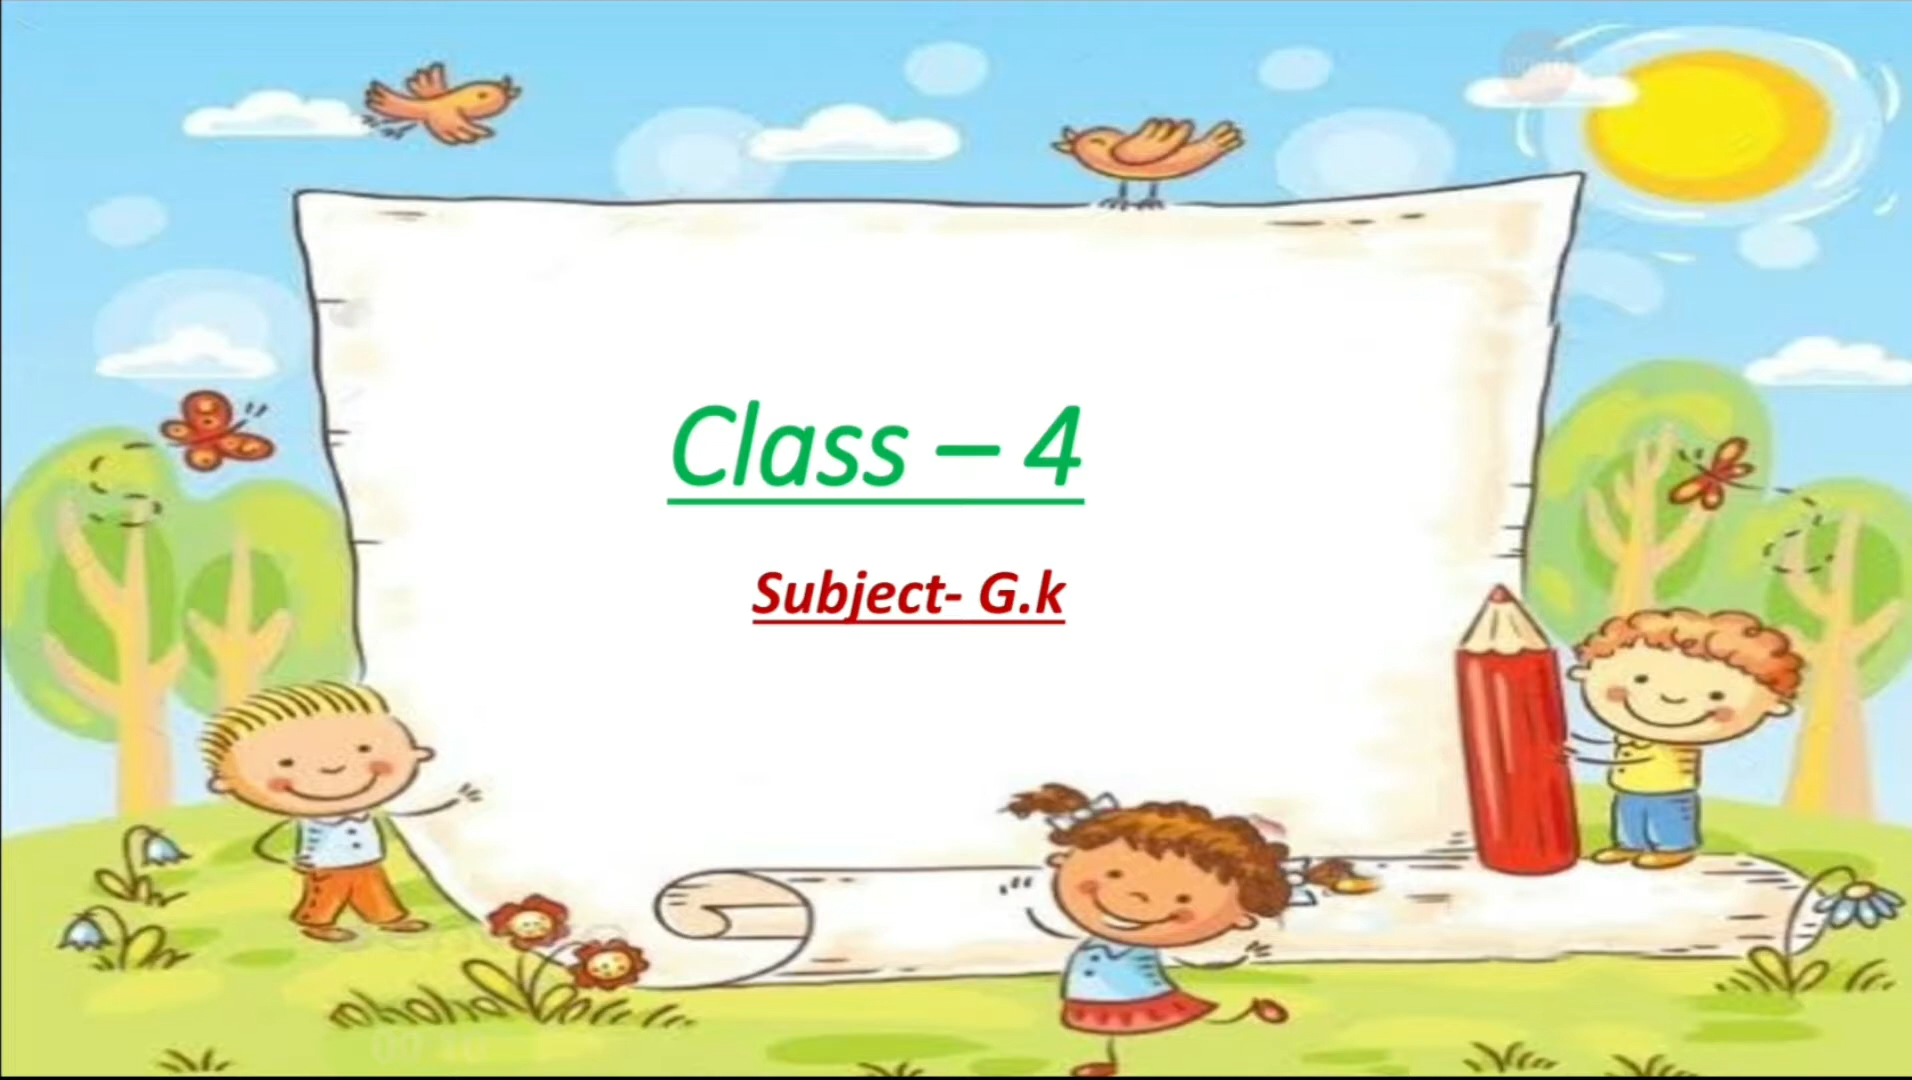 Class – 4
Subject- G.k